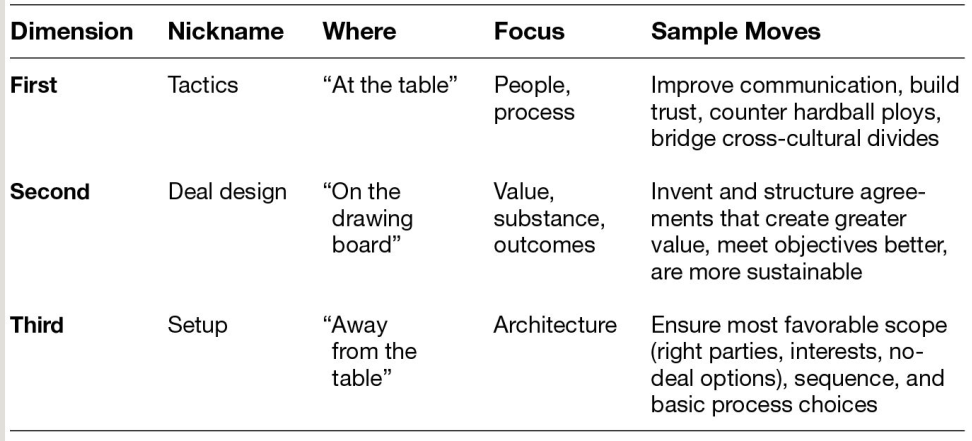 Dimension Nickname Where Focus Sample Moves
First Tactics “At the table” People, Improve communication, build
process trust, counter hardball ploys,
bridge cross-cultural divides
Second Deal design “On the Value, Invent and structure agree-
drawing substance, ments that create greater
board” outcomes value, meet objectives better,
are more sustainable
Third Setup “Away Architecture Ensure most favorable scope
from the (right parties, interests, no-
table” deal options), sequence, and
basic process choices